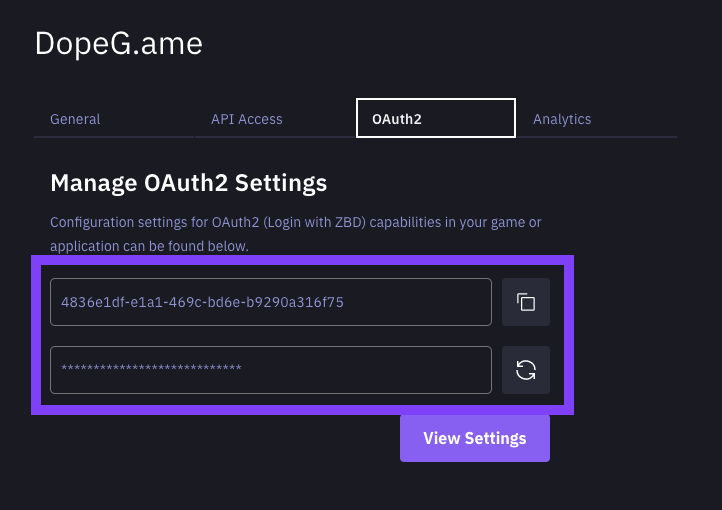 DopeG.ame
General
API Access
OAuth2
Analytics
Manage OAuth2 Settings
Configuration settings for OAuth2 (Login with ZBD) capabilities in your game or
application can be found below.
4836e1df-e1a1-469c-bd6e-b9290a316f75
****************************
View Settings